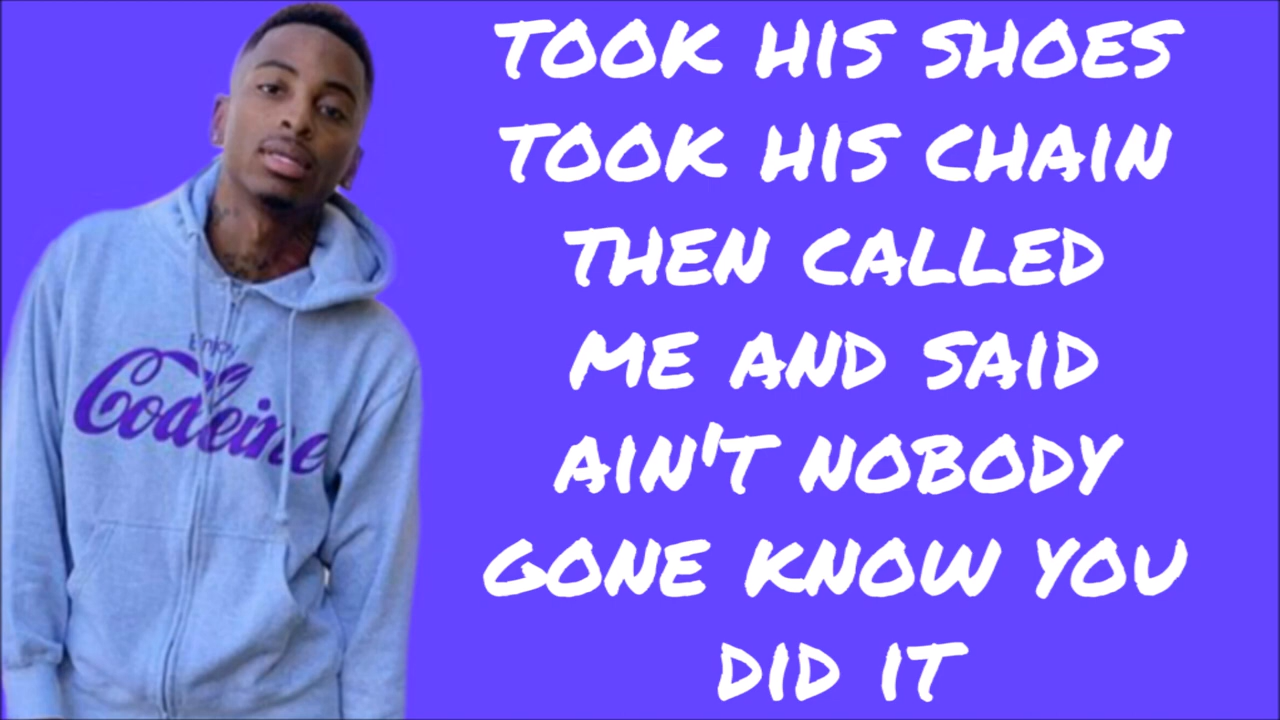 TOOK HIS SHOES
TOOK HIS CHAIN
THEN CALLED
ME AND SAID
AIN'T NOBODY
GONE KNOW YOU
DID IT
Enjoy
Codeine